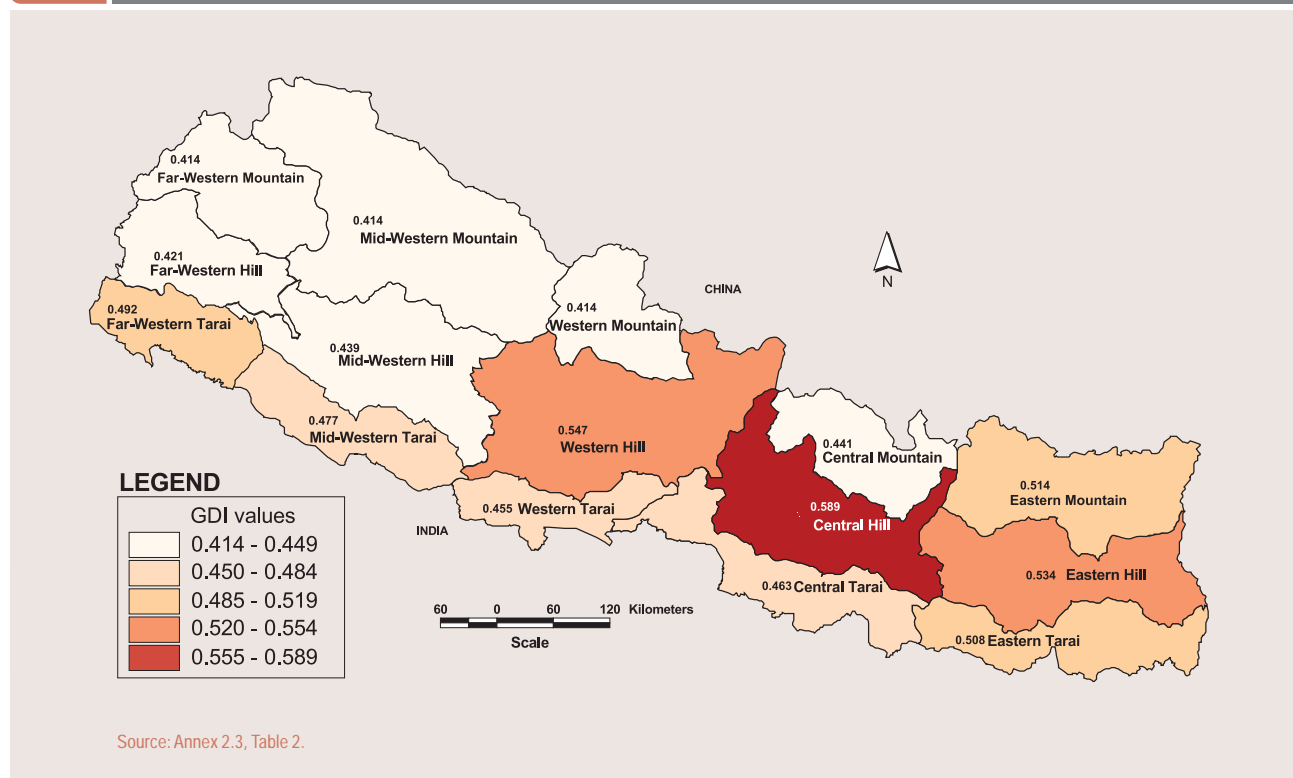 0.414
Far-Western Mountain
0.414
Mid-Western Mountain
0.421
Far-Western Hill
N
CHINA
0.492
Far-Western Tarai
0.414
Western Mountain
0.439
Mid-Western Hill
0.477
Mid-Western Tarai
0.547
Western Hill
0.441
Central Mountain
0.514
Eastern Mountain
0.455 Western Tarai
INDIA
0.589
Central Hill
0.534 Eastern Hill
0.463 Central Tarai
0.508 Eastern Tarai
LEGEND
GDI values
0.414 - 0.449
0.450 - 0.484
0.485 - 0.519
0.520 - 0.554
0.555 - 0.589
60 0 60 120 Kilometers
Scale
Source: Annex 2.3, Table 2.